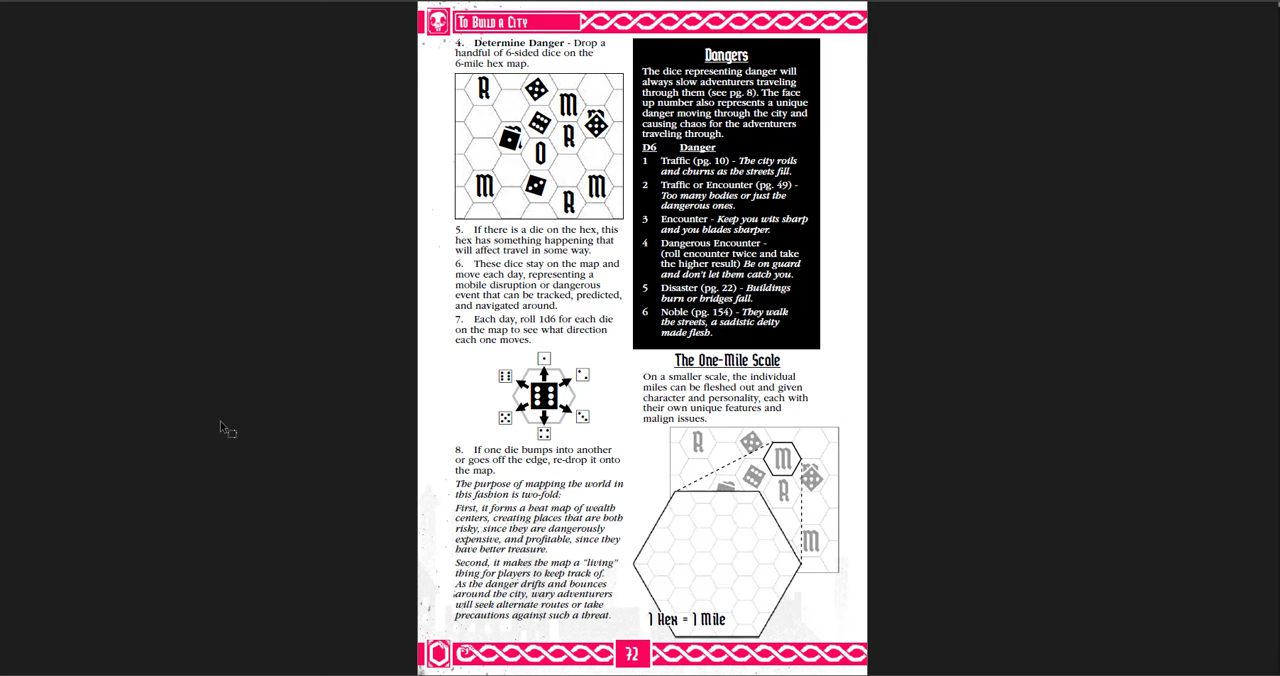 To Build a City
4. Determine Danger - Drop a
handful of 6-sided dice on the
6-mile hex map.
R
M
R
O
M
M
R
5. If there is a die on the hex, this
hex has something happening that
will affect travel in some way.
6. These dice stay on the map and
move each day, representing a
mobile disruption or dangerous
event that can be tracked, predicted,
and navigated around.
7. Each day, roll 1d6 for each die
on the map to see what direction
each one moves.
8. If one die bumps into another
or goes off the edge, re-drop it onto
the map.
The purpose of mapping the world in
this fashion is two-fold:
First, it forms a heat map of wealth
centers, creating places that are both
risky, since they are dangerously
expensive, and profitable, since they
have better treasure.
Second, it makes the map a "living"
thing for players to keep track of.
As the danger drifts and bounces
around the city, wary adventurers
will seek alternate routes or take
precautions against such a threat.
Dangers
The dice representing danger will
always slow adventurers traveling
through them (see pg. 8). The face
up number also represents a unique
danger moving through the city and
causing chaos for the adventurers
traveling through.
D6 Danger
1 Traffic (pg. 10) - The city roils
and churns as the streets fill.
2 Traffic or Encounter (pg. 49) -
Too many bodies or just the
dangerous ones.
3 Encounter - Keep you wits sharp
and you blades sharper.
4 Dangerous Encounter -
(roll encounter twice and take
the higher result) Be on guard
and don't let them catch you.
5 Disaster (pg. 22) - Buildings
burn or bridges fall.
6 Noble (pg. 154) - They walk
the streets, a sadistic deity
made flesh.
The One-Mile Scale
On a smaller scale, the individual
miles can be fleshed out and given
character and personality, each with
their own unique features and
malign issues.
R
M
R
M
1 Hex = 1 Mile
72